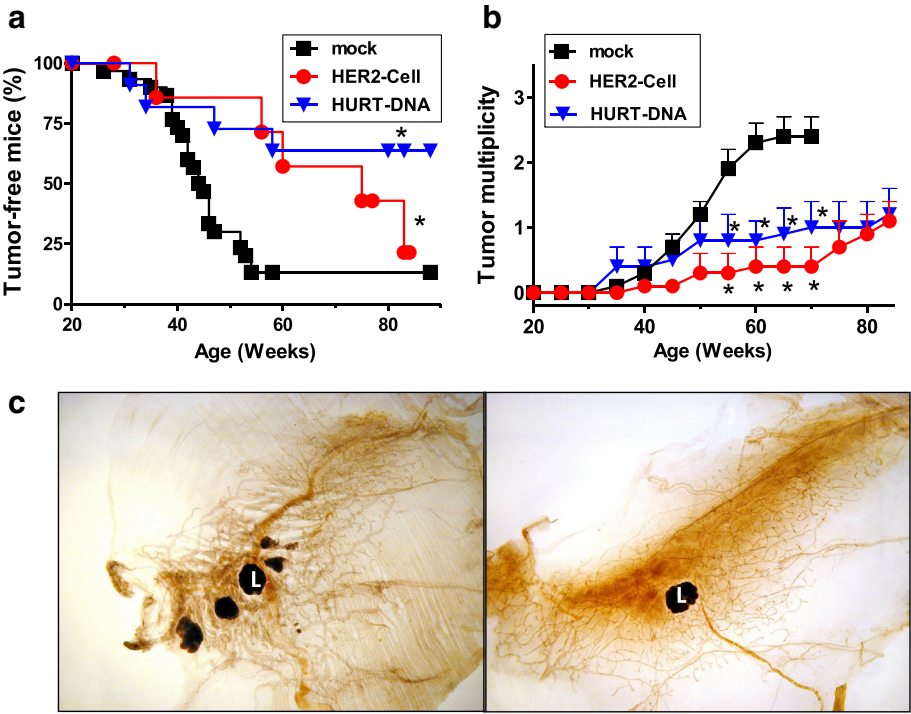 a
mock
HER2-Cell
HURT-DNA
Tumor-free mice (%)
100
75
50
25
0
*
*
20 40 60 80
Age (Weeks)
b
mock
HER2-Cell
HURT-DNA
Tumor multiplicity
3
2
1
0
* * * *
* * * *
20 40 60 80
Age (Weeks)
c
L
L